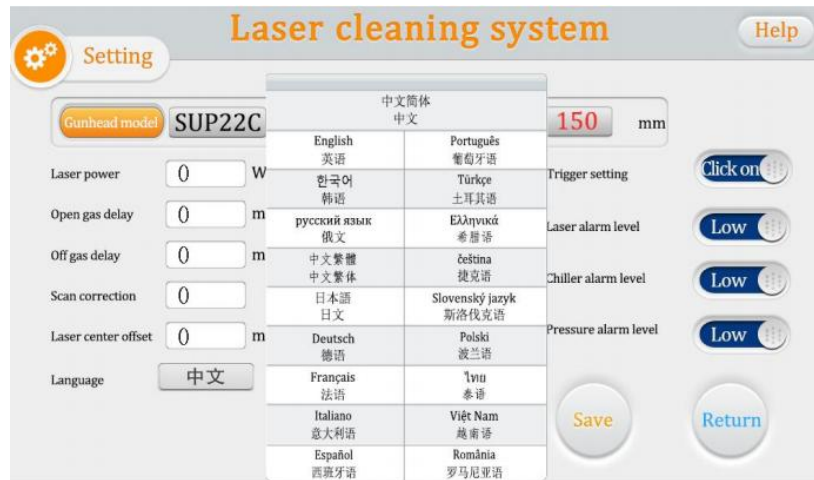 Laser cleaning system
Help
Setting
Gunhead model SUP22C 150 mm
Laser power 0 W
Open gas delay 0 m
Off gas delay 0 m
Scan correction 0
Laser center offset 0 m
Language 中文
中文简体
中文
English
英语
Português
葡萄牙语
한국어
韩语
Türkçe
土耳其语
русский язык
俄文
Ελληνικά
希腊语
中文繁體
中文繁体
čeština
捷克语
日本語
日文
Slovenský jazyk
斯洛伐克语
Deutsch
德语
Polski
波兰语
Français
法语
ไทย
泰语
Italiano
意大利语
Việt Nam
越南语
Español
西班牙语
România
罗马尼亚语
Trigger setting Click on
Laser alarm level Low
Chiller alarm level Low
Pressure alarm level Low
Save
Return